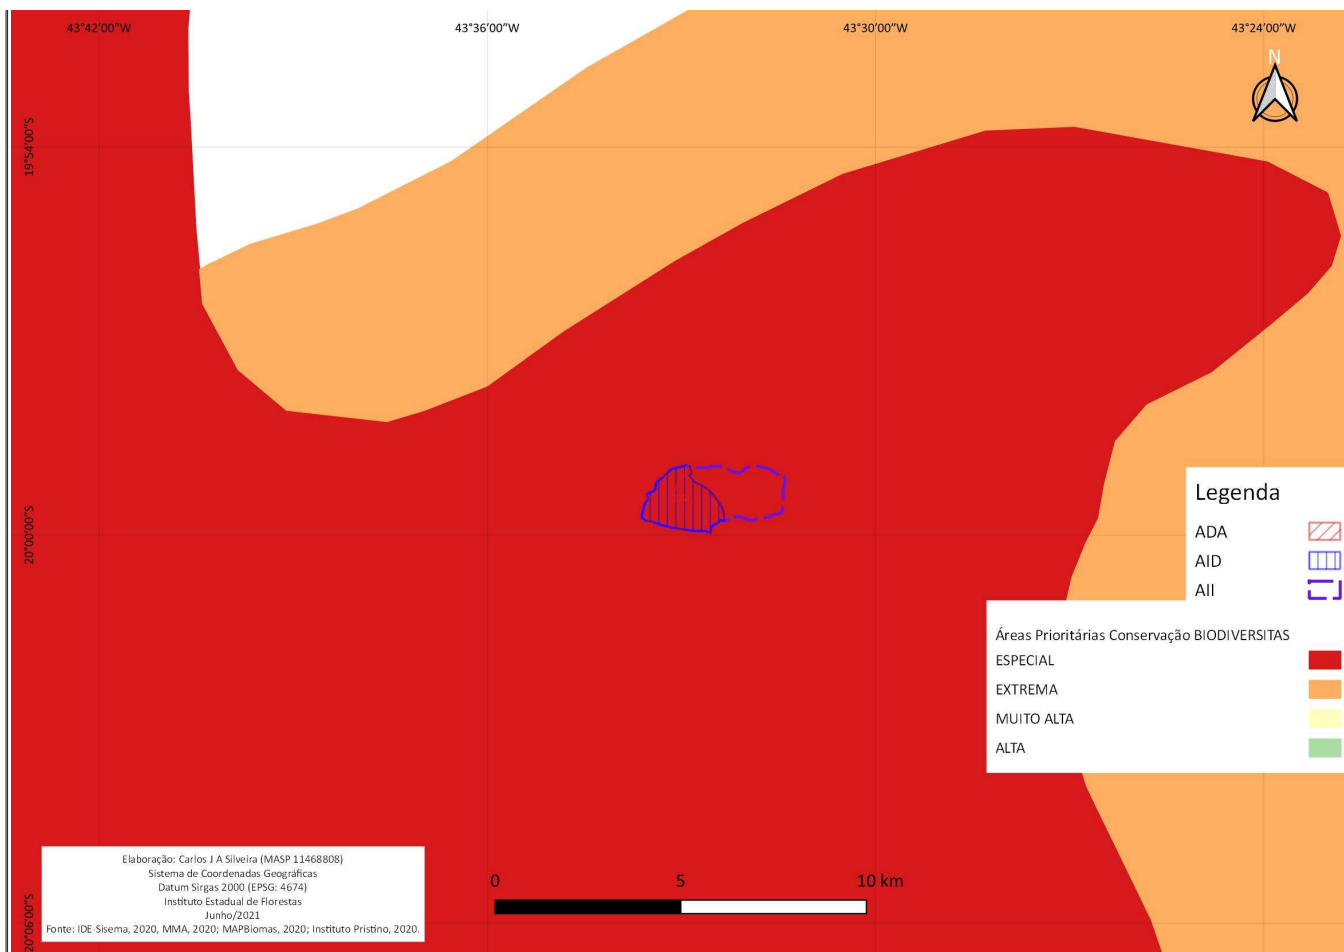 43°42'00"W
43°36'00"W
43°30'00"W
43°24'00"W
N
19°54'00"S
20°00'00"S
20°06'00"S
Legenda
ADA
AID
AII
Áreas Prioritárias Conservação BIODIVERSITAS
ESPECIAL
EXTREMA
MUITO ALTA
ALTA
Elaboração: Carlos J A Silveira (MASP 11468808)
Sistema de Coordenadas Geográficas
Datum Sirgas 2000 (EPSG: 4674)
Instituto Estadual de Florestas
Junho/2021
Fonte: IDE-Sisema, 2020, MMA, 2020; MAPBiomas, 2020; Instituto Prístino, 2020.
0 5 10 km